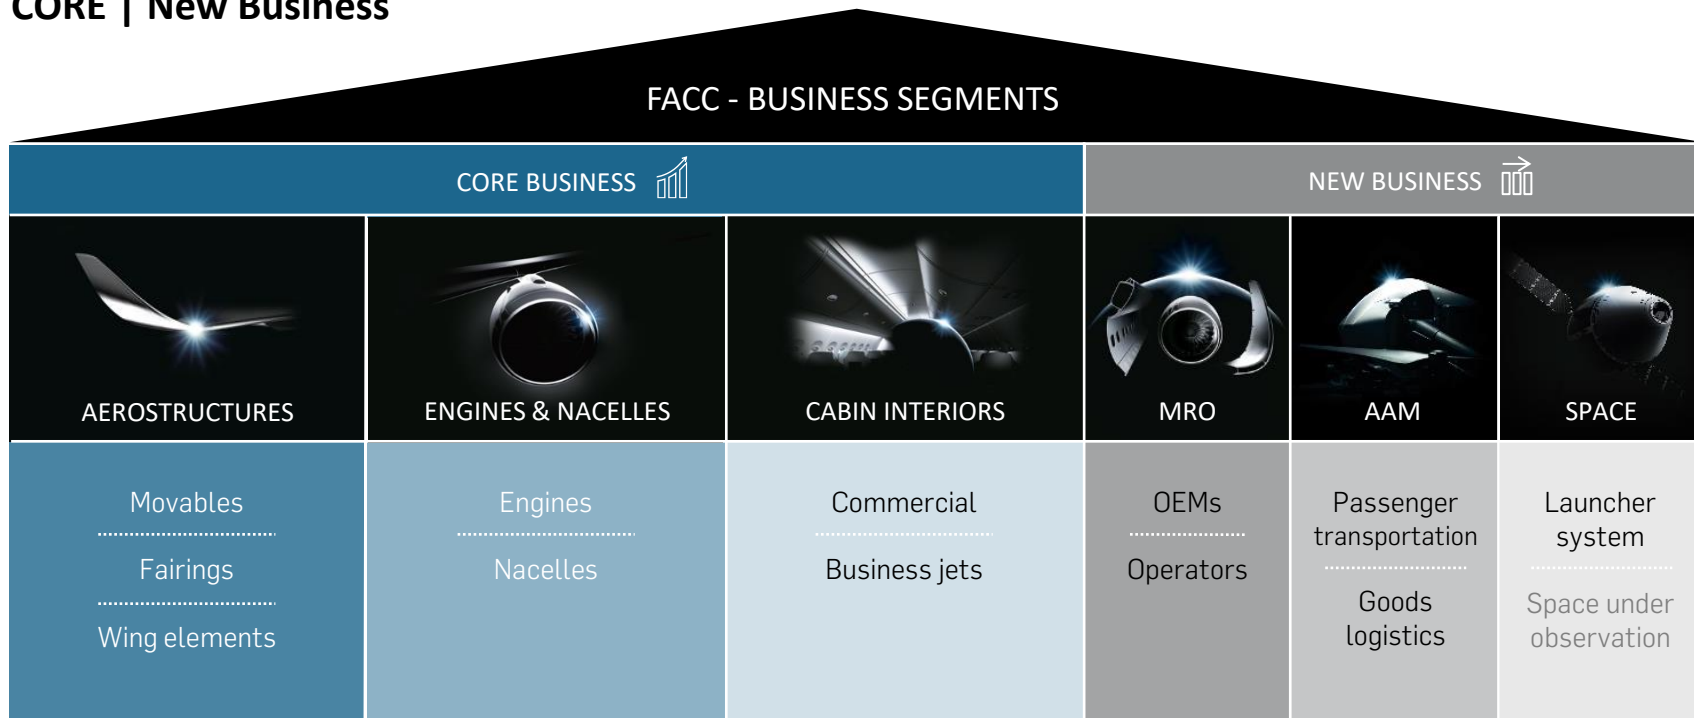 CORE | New Business
FACC - BUSINESS SEGMENTS
CORE BUSINESS
NEW BUSINESS
AEROSTRUCTURES
ENGINES & NACELLES
CABIN INTERIORS
MRO
AAM
SPACE
Movables
Fairings
Wing elements
Engines
Nacelles
Commercial
Business jets
OEMs
Operators
Passenger
transportation
Goods
logistics
Launcher
system
Space under
observation